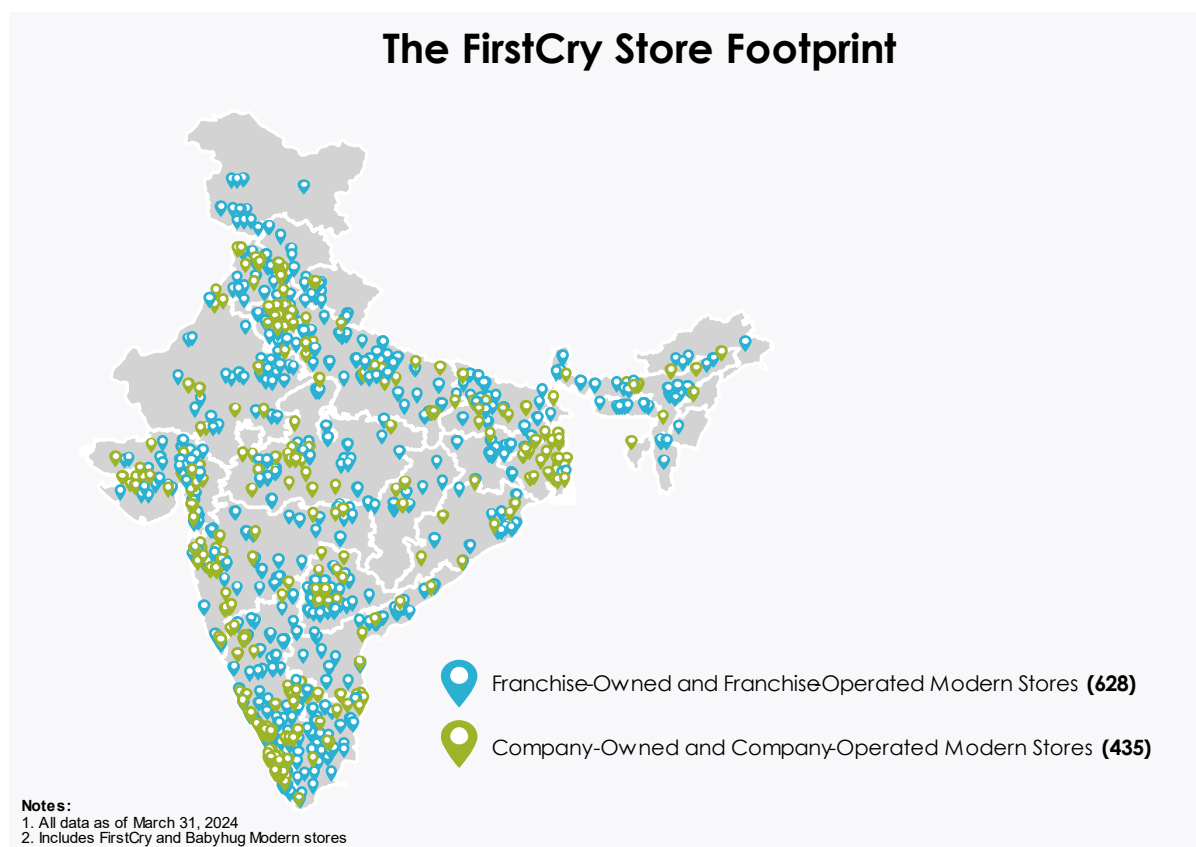 The FirstCry Store Footprint
Franchise-Owned and Franchise-Operated Modern Stores (628)
Company-Owned and Company-Operated Modern Stores (435)
Notes:
1. All data as of March 31, 2024
2. Includes FirstCry and Babyhug Modern stores